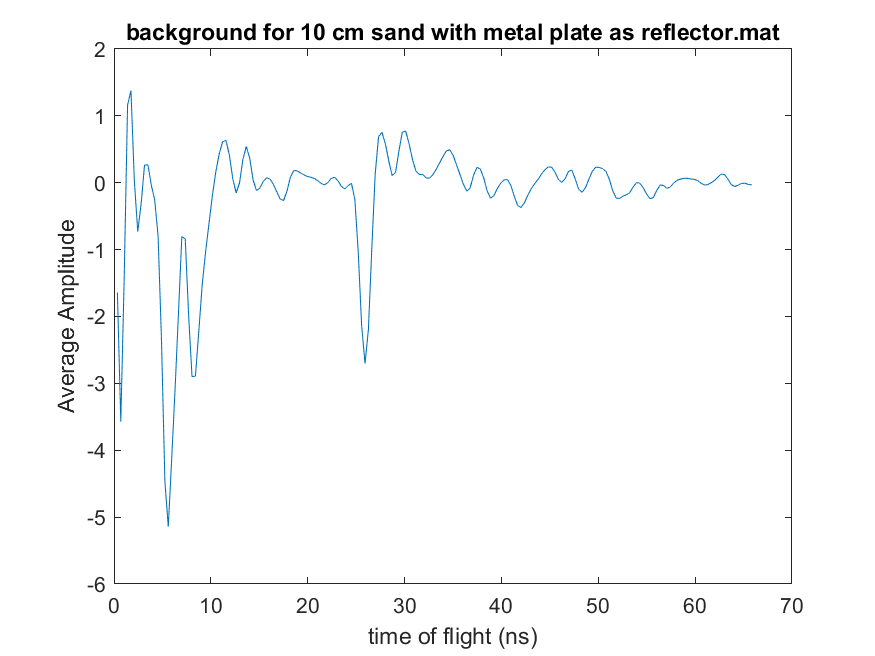 background for 10 cm sand with metal plate as reflector.mat
2
1
0
-1
-2
-3
-4
-5
-6
Average Amplitude
0 10 20 30 40 50 60 70
time of flight (ns)